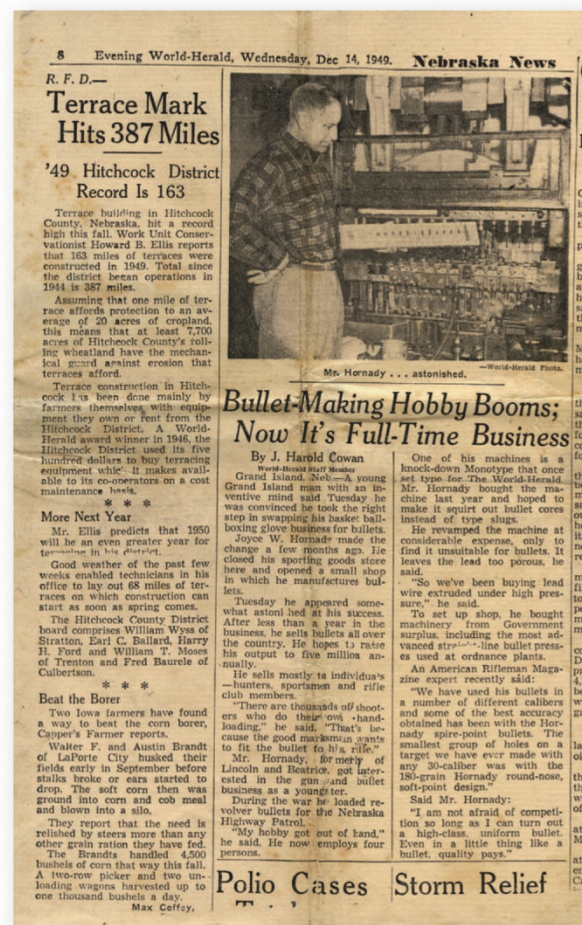 8 Evening World-Herald, Wednesday, Dec 14, 1949. Nebraska News
R. F. D.—
Terrace Mark
Hits 387 Miles
'49 Hitchcock District
Record Is 163
Terrace building in Hitchcock
County, Nebraska, hit a record
high this fall. Work Unit Conser-
vationist Howard B. Ellis reports
that 163 miles of terraces were
constructed in 1949. Total since
the district began operations in
1944 is 387 miles.
Assuming that one mile of ter-
race affords protection to an av-
erage of 20 acres of cropland,
this means that at least 7,700
acres of Hitchcock County's roll-
ing wheatland have the mechan-
ical guard against erosion that
terraces afford.
Terrace construction in Hitch-
cock has been done mainly by
farmers themselves with equip-
ment they own or rent from the
Hitchcock District. A World-
Herald award winner in 1946, the
Hitchcock District used its five
hundred dollars to buy terracing
equipment which it makes avail-
able to its co-operators on a cost
maintenance basis.
* * *
More Next Year
Mr. Ellis predicts that 1950
will be an even greater year for
terracing in his district.
Good weather of the past few
weeks enabled technicians in his
office to lay out 68 miles of ter-
races on which construction can
start as soon as spring comes.
The Hitchcock County District
board comprises William Wyss of
Stratton, Earl C. Ballard, Harry
H. Ford and William T. Moses
of Trenton and Fred Baurele of
Culbertson.
* * *
Beat the Borer
Two Iowa farmers have found
a way to beat the corn borer,
Capper's Farmer reports.
Walter F. and Austin Brandt
of LaPorte City husked their
fields early in September before
stalks broke or ears started to
drop. The soft corn then was
ground into corn and cob meal
and blown into a silo.
They report that the need is
relished by steers more than any
other grain ration they have fed.
The Brandts handled 4,500
bushels of corn that way this fall.
A two-row picker and two un-
loading wagons harvested up to
one thousand bushels a day.
Max Coffey.
—World-Herald Photo.
Mr. Hornady . . . astonished.
Bullet-Making Hobby Booms;
Now It's Full-Time Business
By J. Harold Cowan
World-Herald Staff Member
Grand Island, Neb.—A young
Grand Island man with an in-
ventive mind said Tuesday he
was convinced he took the right
step in swapping his basket ball-
boxing glove business for bullets.
Joyce W. Hornady made the
change a few months ago. He
closed his sporting goods store
here and opened a small shop
in which he manufactures bul-
lets.
Tuesday he appeared some-
what astonished at his success.
After less than a year in the
business, he sells bullets all over
the country. He hopes to raise
his output to five million an-
nually.
He sells mostly to individuals
—hunters, sportsmen and rifle
club members.
"There are thousands of shoot-
ers who do their own hand-
loading," he said. "That's be-
cause the good marksman wants
to fit the bullet to his rifle."
Mr. Hornady, formerly of
Lincoln and Beatrice, got inter-
ested in the gun and bullet
business as a youngster.
During the war he loaded re-
volver bullets for the Nebraska
Highway Patrol.
"My hobby got out of hand,"
he said. He now employs four
persons.
One of his machines is a
knock-down Monotype that once
set type for The World-Herald.
Mr. Hornady bought the ma-
chine last year and hoped to
make it squirt out bullet cores
instead of type slugs.
He revamped the machine at
considerable expense, only to
find it unsuitable for bullets. It
leaves the lead too porous, he
said.
"So we've been buying lead
wire extruded under high pres-
sure," he said.
To set up shop, he bought
machinery from Government
surplus, including the most ad-
vanced straight-line bullet press-
es used at ordnance plants.
An American Rifleman Maga-
zine expert recently said:
"We have used his bullets in
a number of different calibers
and some of the best accuracy
obtained has been with the Hor-
nady spire-point bullets. The
smallest group of holes on a
target we have ever made with
any 30-caliber was with the
180-grain Hornady round-nose,
soft-point design."
Said Mr. Hornady:
"I am not afraid of competi-
tion so long as I can turn out
a high-class, uniform bullet.
Even in a little thing like a
bullet, quality pays."
Polio Cases
Storm Relief